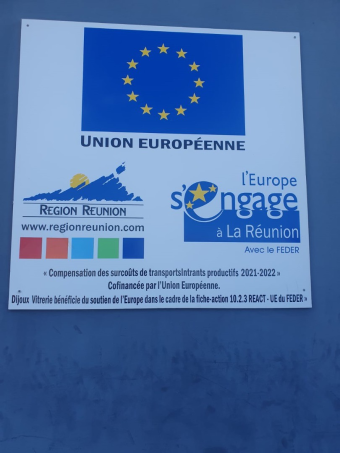 UNION EUROPÉENNE
REGION REUNION
www.regionreunion.com
l'Europe
s'engage
à La Réunion
Avec le FEDER
« Compensation des surcoûts de transportsIntrants productifs 2021-2022 »
Cofinancée par l'Union Européenne.
Dijoux Vitrerie bénéficie du soutien de l'Europe dans le cadre de la fiche-action 10.2.3 REACT - UE du FEDER »